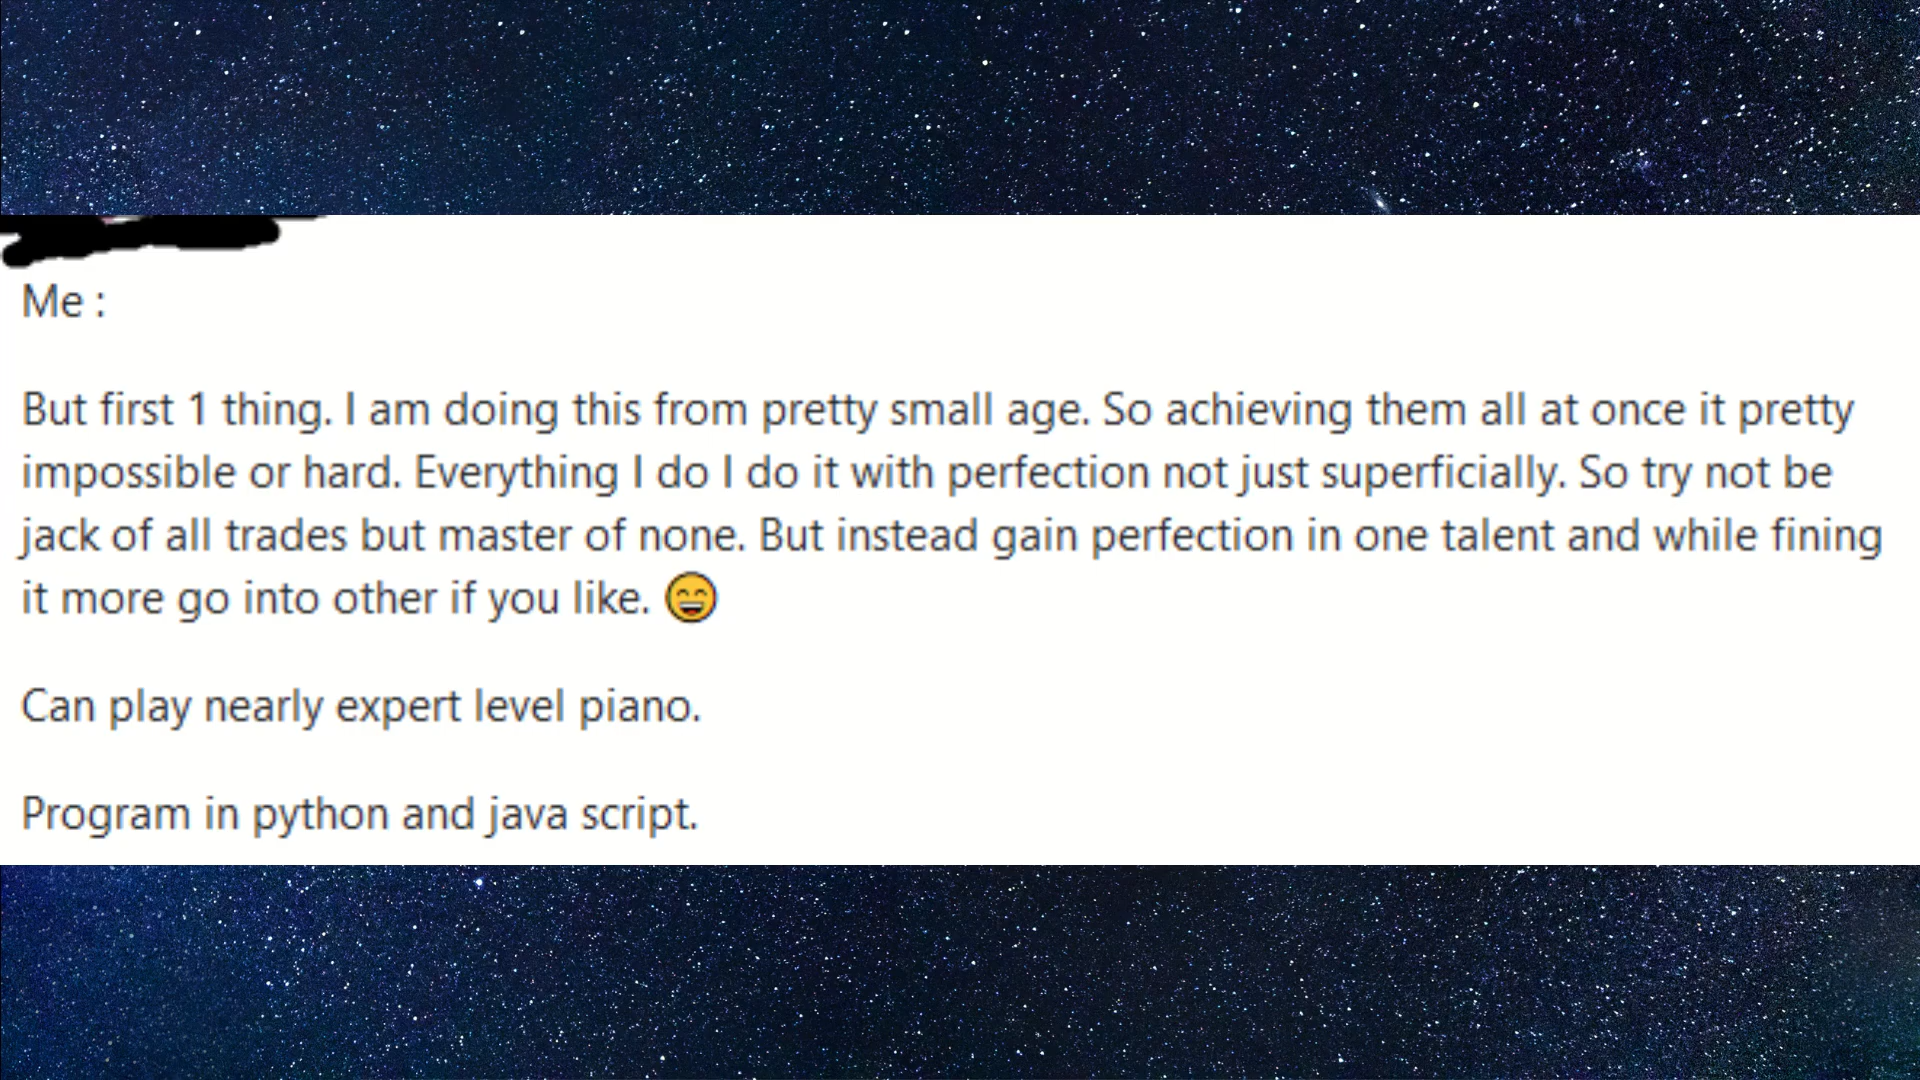 Me :
But first 1 thing. I am doing this from pretty small age. So achieving them all at once it pretty
impossible or hard. Everything I do I do it with perfection not just superficially. So try not be
jack of all trades but master of none. But instead gain perfection in one talent and while fining
it more go into other if you like. 😄
Can play nearly expert level piano.
Program in python and java script.